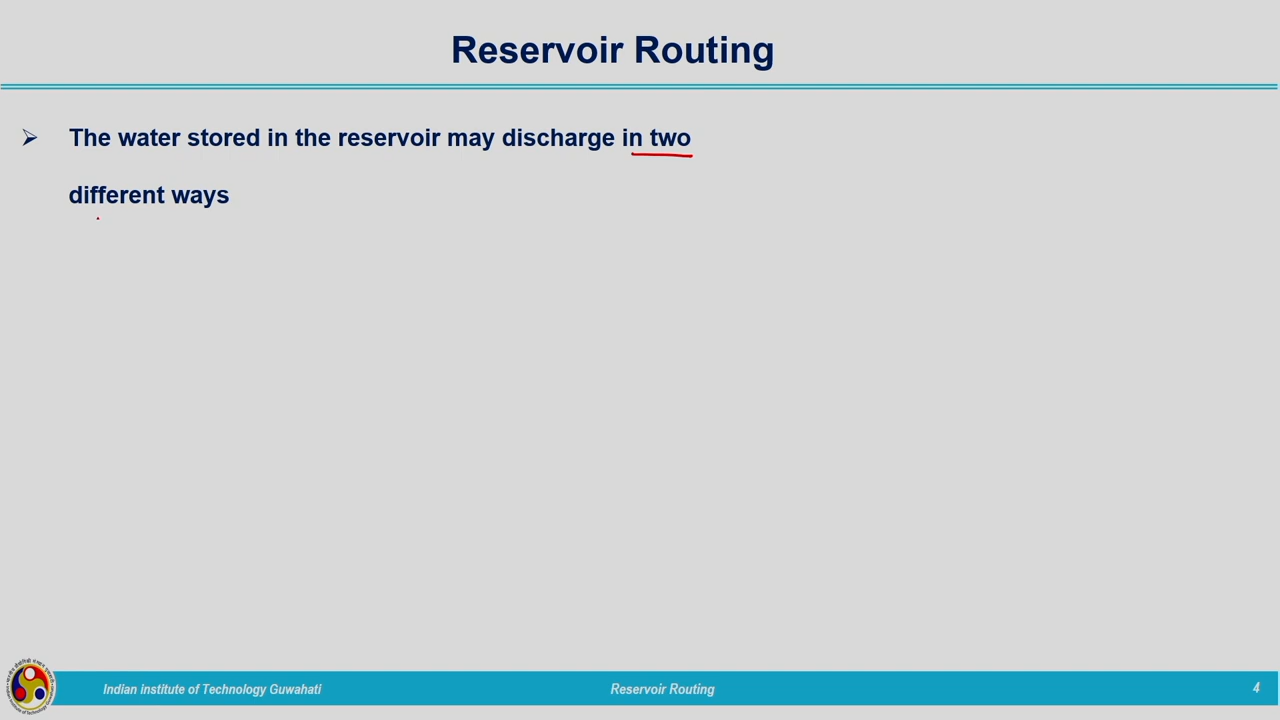 Reservoir Routing
The water stored in the reservoir may discharge in two
different ways
Indian institute of Technology Guwahati
Reservoir Routing
4